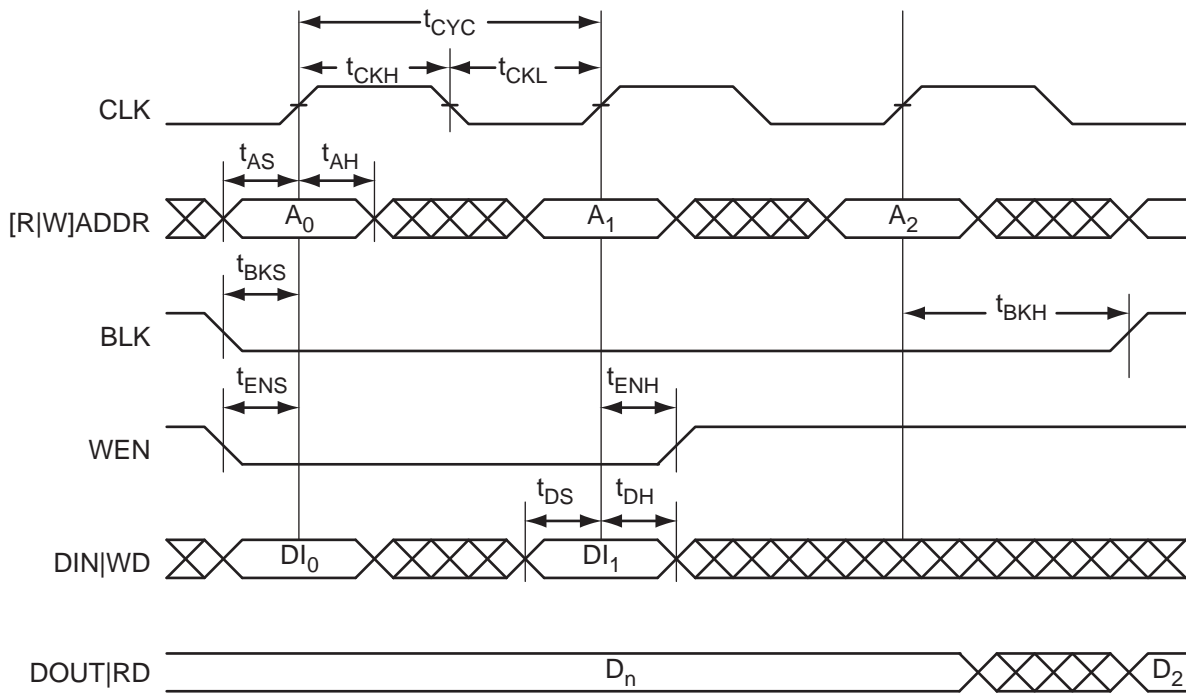 tCYC
tCKH tCKL
CLK
tAS tAH
[R|W]ADDR A0 A1 A2
tBKS tBKH
BLK
tENS tENH
WEN
tDS tDH
DIN|WD DI0 DI1
DOUT|RD Dn D2